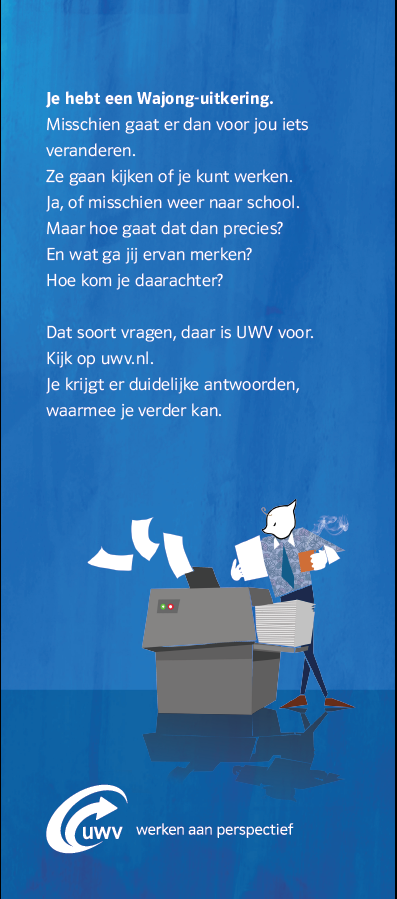 Je hebt een Wajong-uitkering.
Misschien gaat er dan voor jou iets
veranderen.
Ze gaan kijken of je kunt werken.
Ja, of misschien weer naar school.
Maar hoe gaat dat dan precies?
En wat ga jij ervan merken?
Hoe kom je daarachter?
Dat soort vragen, daar is UWV voor.
Kijk op uwv.nl.
Je krijgt er duidelijke antwoorden,
waarmee je verder kan.
uwv werken aan perspectief